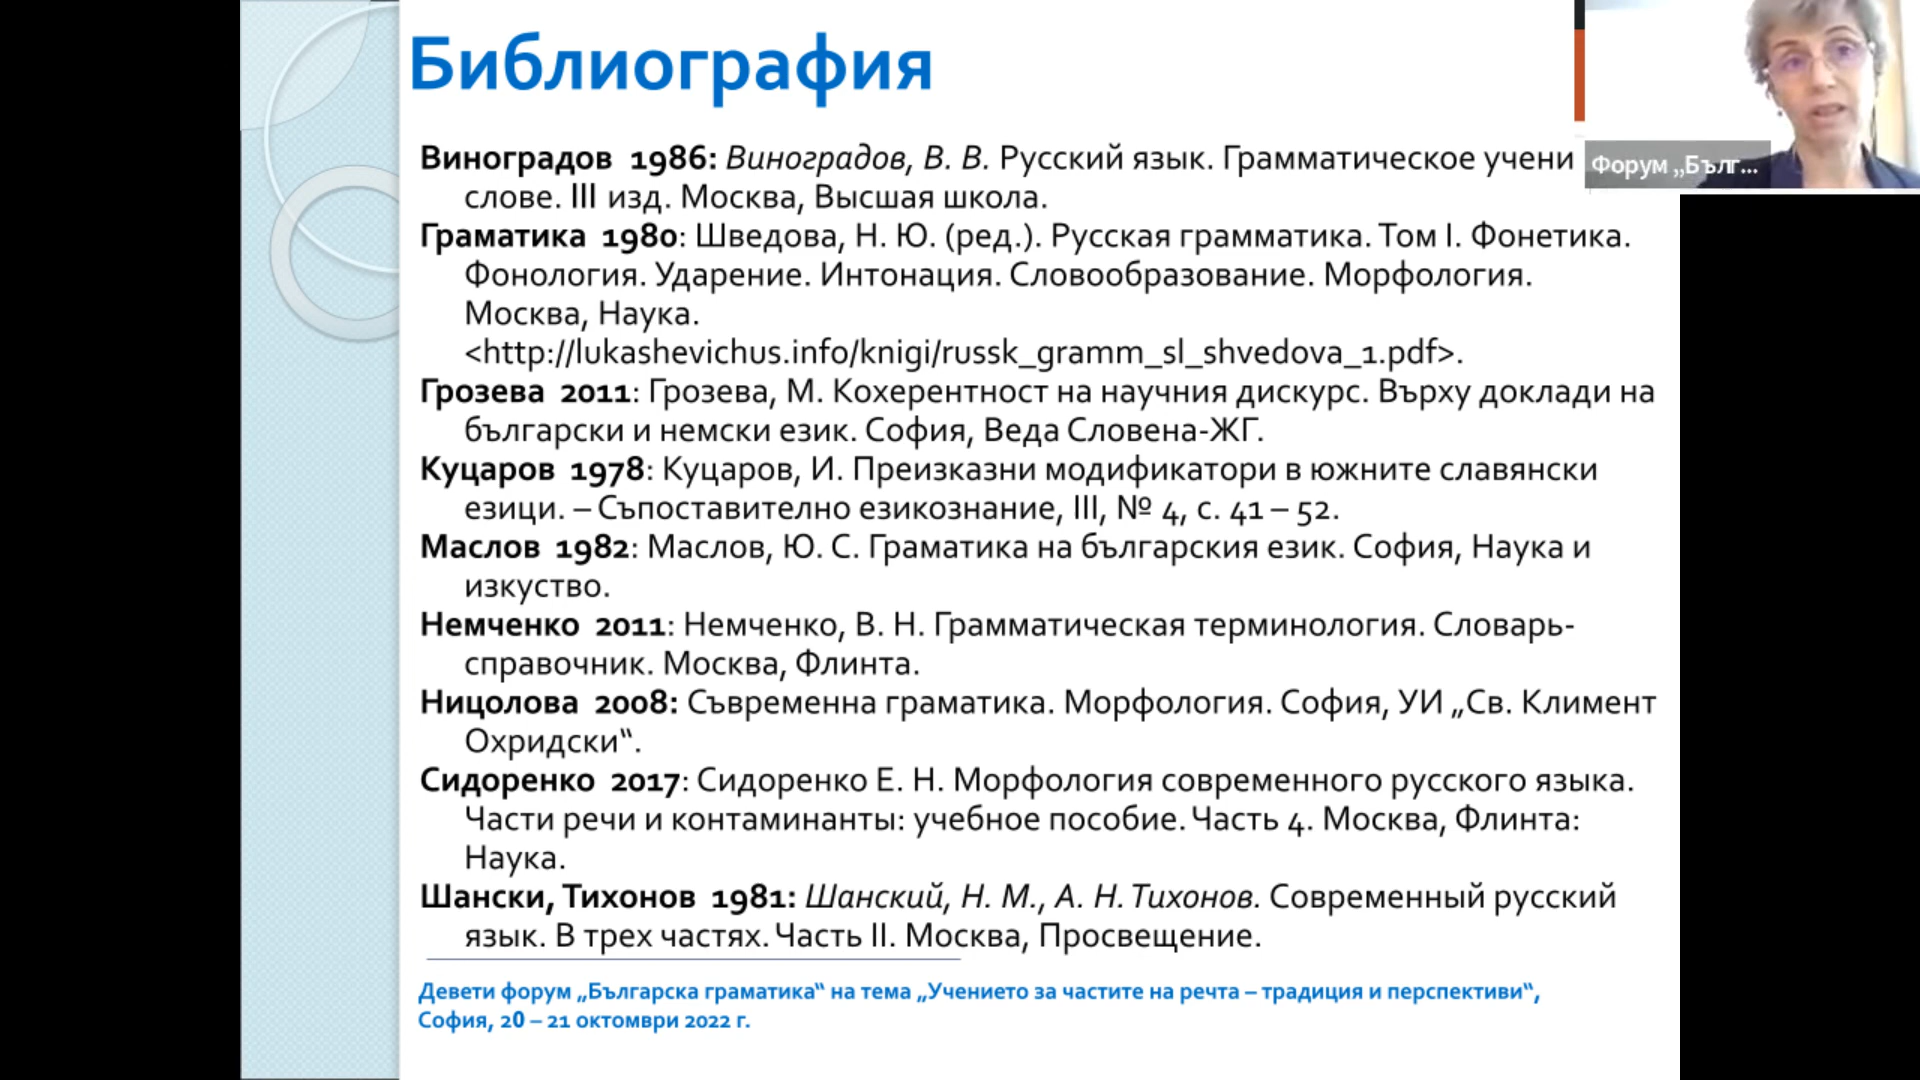 Библиография
Виноградов 1986: Виноградов, В. В. Русский язык. Грамматическое учени
слове. III изд. Москва, Высшая школа.
Граматика 1980: Шведова, Н. Ю. (ред.). Русская грамматика. Том I. Фонетика.
Фонология. Ударение. Интонация. Словообразование. Морфология.
Москва, Наука.
<http://lukashevichus.info/knigi/russk_gramm_sl_shvedova_1.pdf>.
Грозева 2011: Грозева, М. Кохерентност на научния дискурс. Върху доклади на
български и немски език. София, Веда Словена-ЖГ.
Куцаров 1978: Куцаров, И. Преизказни модификатори в южните славянски
езици. – Съпоставително езикознание, III, № 4, с. 41 – 52.
Маслов 1982: Маслов, Ю. С. Граматика на българския език. София, Наука и
изкуство.
Немченко 2011: Немченко, В. Н. Грамматическая терминология. Словарь-
справочник. Москва, Флинта.
Ницолова 2008: Съвременна граматика. Морфология. София, УИ „Св. Климент
Охридски“.
Сидоренко 2017: Сидоренко Е. Н. Морфология современного русского языка.
Части речи и контаминанты: учебное пособие. Часть 4. Москва, Флинта:
Наука.
Шански, Тихонов 1981: Шанский, Н. М., А. Н. Тихонов. Современный русский
язык. В трех частях. Часть II. Москва, Просвещение.
Девети форум „Българска граматика“ на тема „Учението за частите на речта – традиция и перспективи“,
София, 20 – 21 октомври 2022 г.
Форум „Бълг...